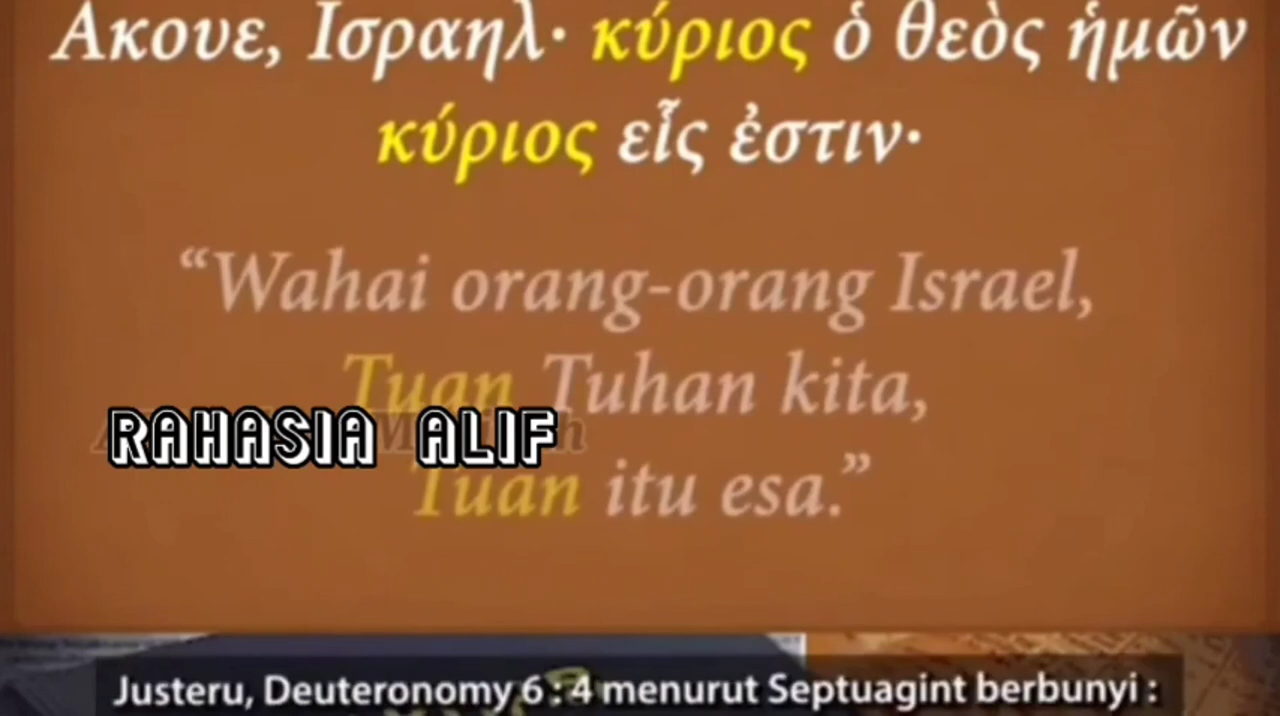 Ακουε, Ισραηλ· κύριος ὁ θεὸς ἡμῶν
κύριος εἷς ἐστιν·
“Wahai orang-orang Israel,
Tuan Tuhan kita,
RAHASIA ALIF
Tuan itu esa.”
Justeru, Deuteronomy 6 : 4 menurut Septuagint berbunyi :